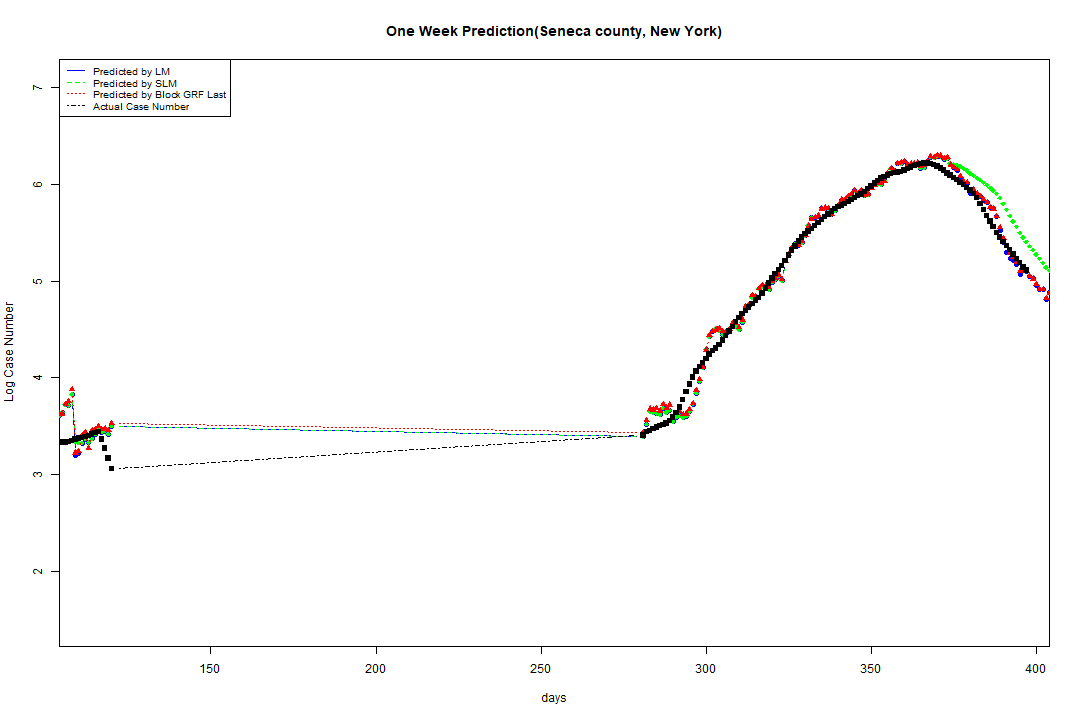 One Week Prediction(Seneca county, New York)
Predicted by LM
Predicted by SLM
Predicted by Block GRF Last
Actual Case Number
7
6
5
4
3
2
Log Case Number
150 200 250 300 350 400
days